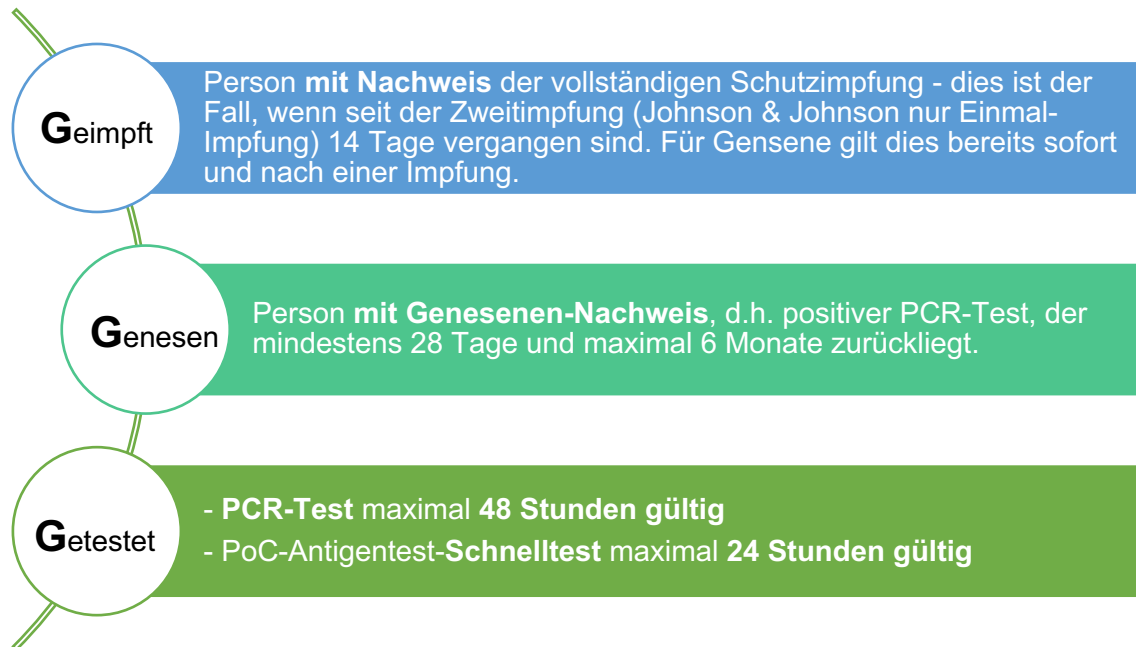 Geimpft
Person mit Nachweis der vollständigen Schutzimpfung - dies ist der
Fall, wenn seit der Zweitimpfung (Johnson & Johnson nur Einmal-
Impfung) 14 Tage vergangen sind. Für Gensene gilt dies bereits sofort
und nach einer Impfung.
Genesen
Person mit Genesenen-Nachweis, d.h. positiver PCR-Test, der
mindestens 28 Tage und maximal 6 Monate zurückliegt.
Getestet
- PCR-Test maximal 48 Stunden gültig
- PoC-Antigentest-Schnelltest maximal 24 Stunden gültig